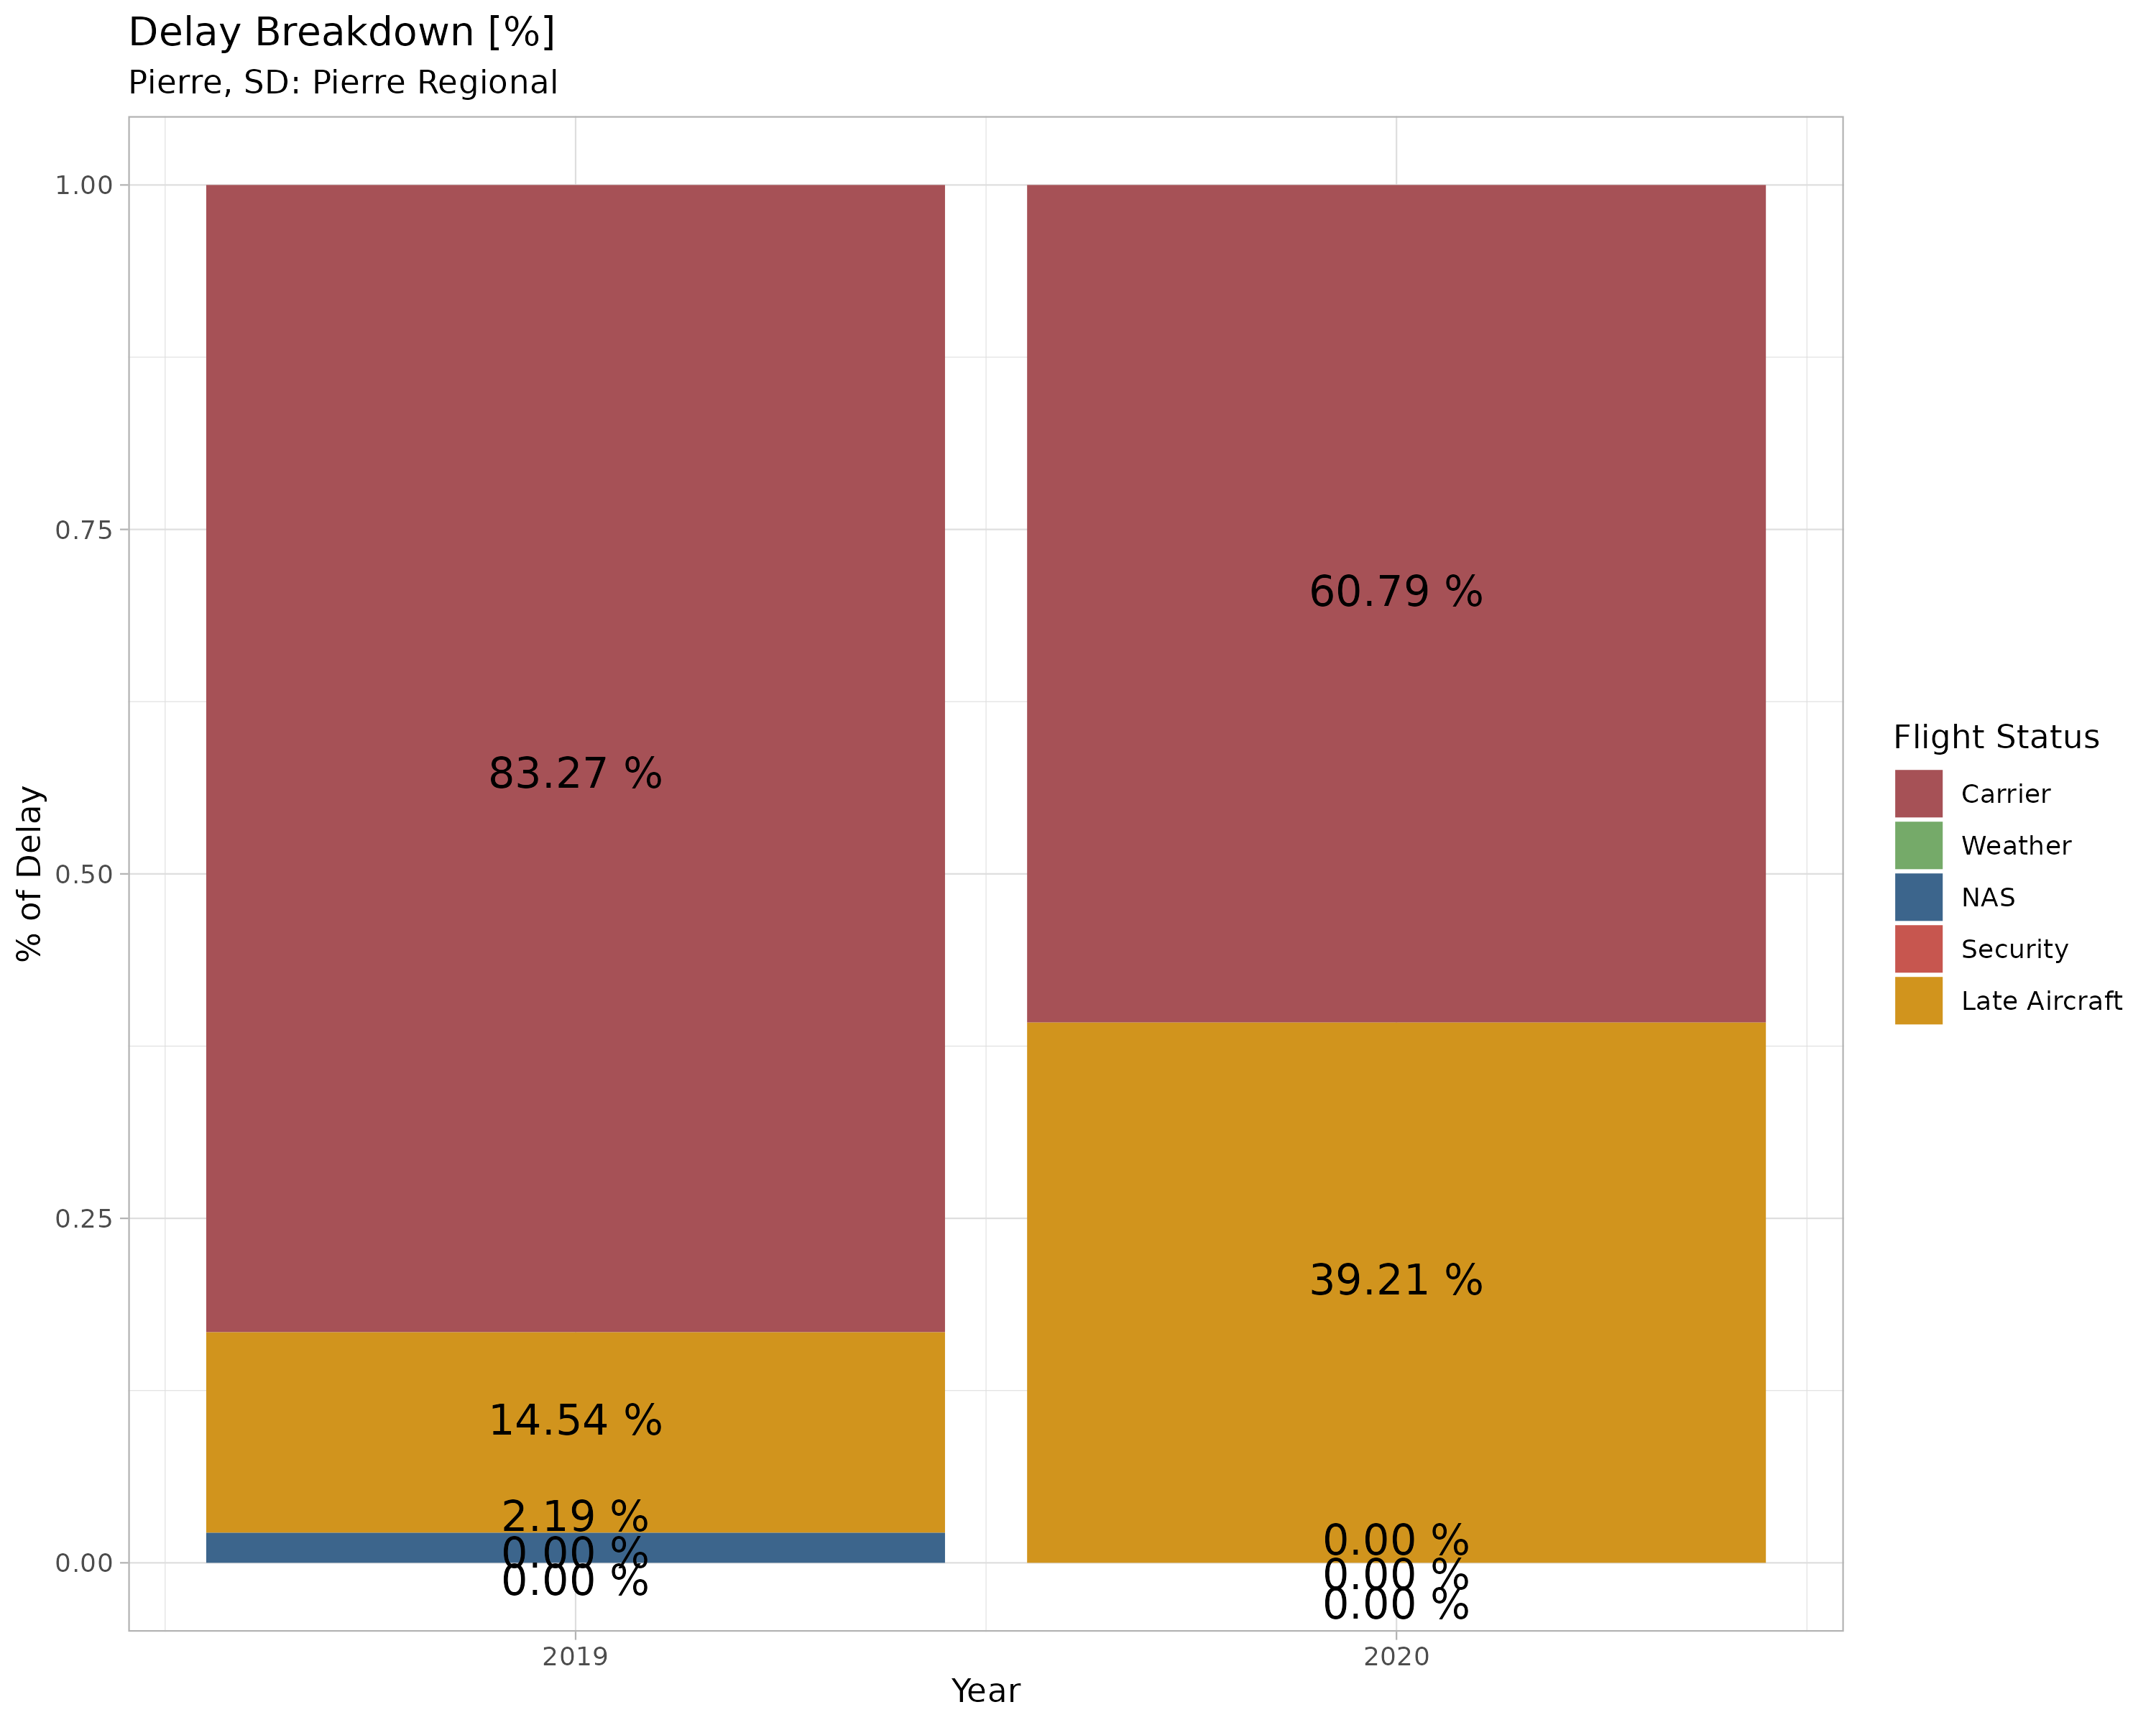 Delay Breakdown [%]
Pierre, SD: Pierre Regional
% of Delay
1.00
0.75
0.50
0.25
0.00
83.27 %
14.54 %
2.19 %
0.00 %
0.00 %
60.79 %
39.21 %
0.00 %
0.00 %
0.00 %
2019
2020
Year
Flight Status
Carrier
Weather
NAS
Security
Late Aircraft